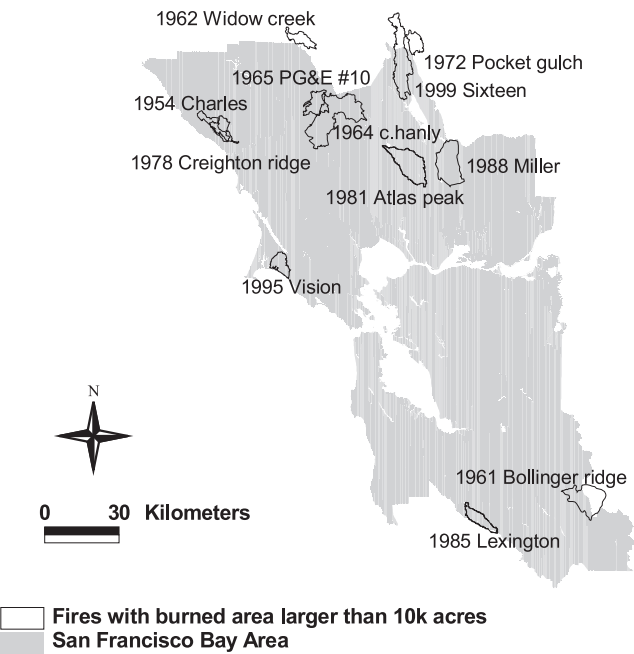 1962 Widow creek
1972 Pocket gulch
1965 PG&E #10
1999 Sixteen
1954 Charles
1964 c.hanly
1978 Creighton ridge
1988 Miller
1981 Atlas peak
1995 Vision
N
1961 Bollinger ridge
0 30 Kilometers
1985 Lexington
Fires with burned area larger than 10k acres
San Francisco Bay Area